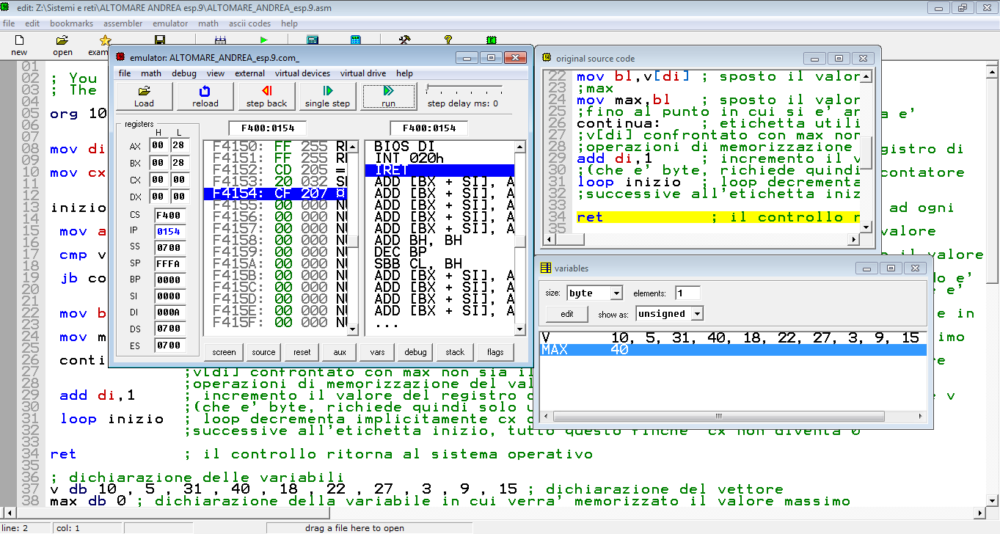 edit: Z:\Sistemi e reti\ALTOMARE ANDREA esp.9\ALTOMARE_ANDREA_esp.9.asm
file edit bookmarks assembler emulator math ascii codes help
new open exam
emulator: ALTOMARE_ANDREA_esp.9.com_
file math debug view external virtual devices virtual drive help
Load reload step back single step run step delay ms: 0
registers F400:0154 F400:0154
H L
AX 00 28
BX 00 28
CX 00 00
DX 00 00
CS F400
IP 0154
SS 0700
SP FFFA
BP 0000
SI 0000
DI 000A
DS 0700
ES 0700
F4150: FF 255
F4151: FF 255
F4152: CD 205 =
F4153: 20 032
F4154: CF 207 ¤
F4155: 00 000
F4156: 00 000
F4157: 00 000
F4158: 00 000
F4159: 00 000
F415A: 00 000
F415B: 00 000
F415C: 00 000
F415D: 00 000
F415E: 00 000
F415F: 00 000
BIOS DI
INT 020h
IRET
ADD [BX + SI], A
ADD [BX + SI], A
ADD [BX + SI], A
ADD [BX + SI], A
ADD [BX + SI], A
ADD BH, BH
DEC BP
SBB CL, BH
ADD [BX + SI], A
ADD [BX + SI], A
ADD [BX + SI], A
ADD [BX + SI], A
...
screen source reset aux vars debug stack flags
original source code
22 mov bl,v[di] ; sposto il valor
23 ;max
24 mov max,bl ; sposto il valor
25 ;fino al punto in cui si e' an
26 continua: ; etichetta utili
27 ;v[di] confrontato con max non
28 ;operazioni di memorizzazione
29 add di,1 ; incremento il v
30 ;(che e' byte, richiede quindi
31 loop inizio ; loop decrementa
32 ;successive all'etichetta iniz
33
34 ret ; il controllo r
35
variables
size: byte elements: 1
edit show as: unsigned
V 10, 5, 31, 40, 18, 22, 27, 3, 9, 15
MAX 40
01
02 ; You
03 ; The
04
05 org 10 a e'
06
07
08 mov di gistro di
09
10 mov cx contatore
11
12
13 inizio ad ogni
14
15 mov a valore
16
17 cmp v il valore
18
19 jb co o e'
20 e'
21
22 mov b e in
23
24 mov m imo
25
26 conti re
27 ;v[di] confrontato con max non sia il
28 ;operazioni di memorizzazione del val
29 add di,1 ; incremento il valore del registro e v
30 ;(che e' byte, richiede quindi solo u
31 loop inizio ; loop decrementa implicitamente cx
32 ;successive all'etichetta inizio, tutto questo finche' cx non diventa 0
33
34 ret ; il controllo ritorna al sistema operativo
35
36 ; dichiarazione delle variabili
37 v db 10 , 5 , 31 , 40 , 18 , 22 , 27 , 3 , 9 , 15 ; dichiarazione del vettore
38 max db 0 ; dichiarazione della variabile in cui verra' memorizzato il valore massimo
line: 2 col: 1 drag a file here to open